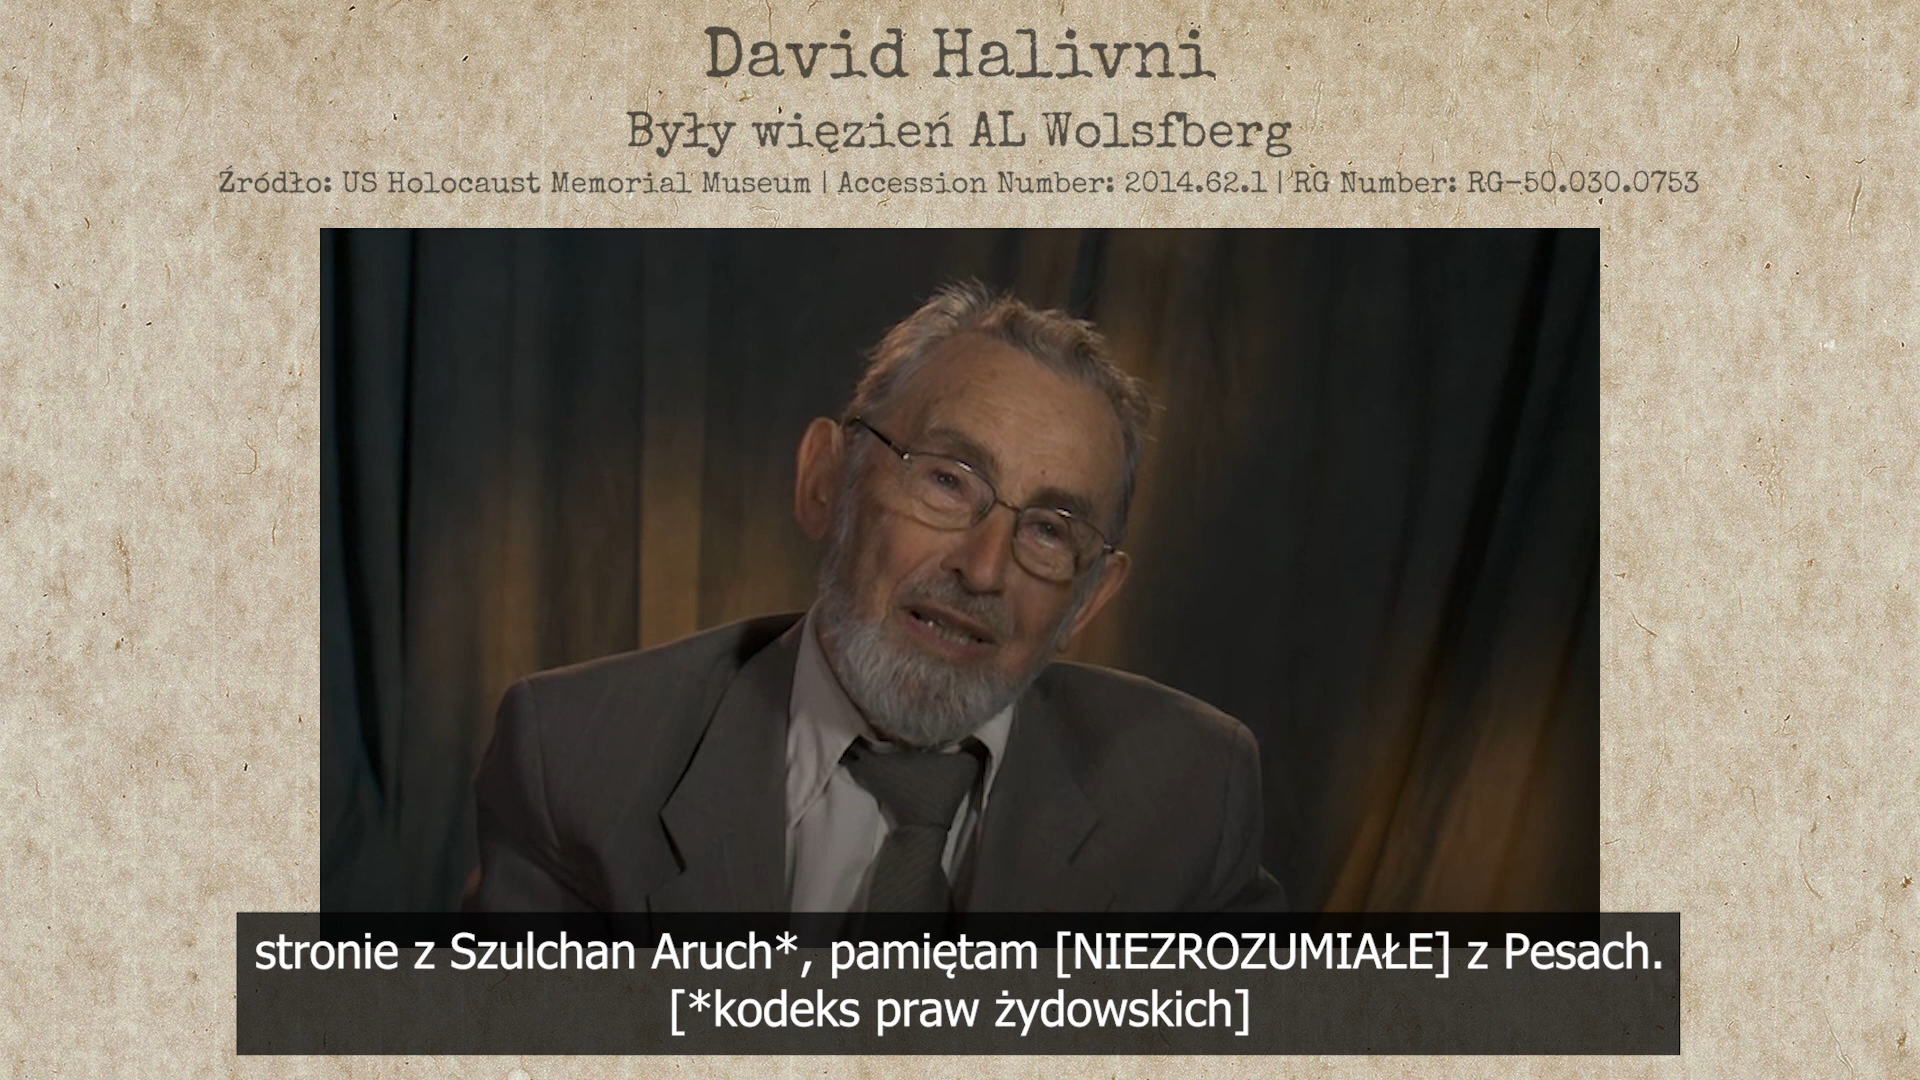 David Halivni
Były więzień AL Wolsfberg
Źródło: US Holocaust Memorial Museum | Accession Number: 2014.62.1 | RG Number: RG-50.030.0753
stronie z Szulchan Aruch*, pamiętam [NIEZROZUMIAŁE] z Pesach.
[*kodeks praw żydowskich]